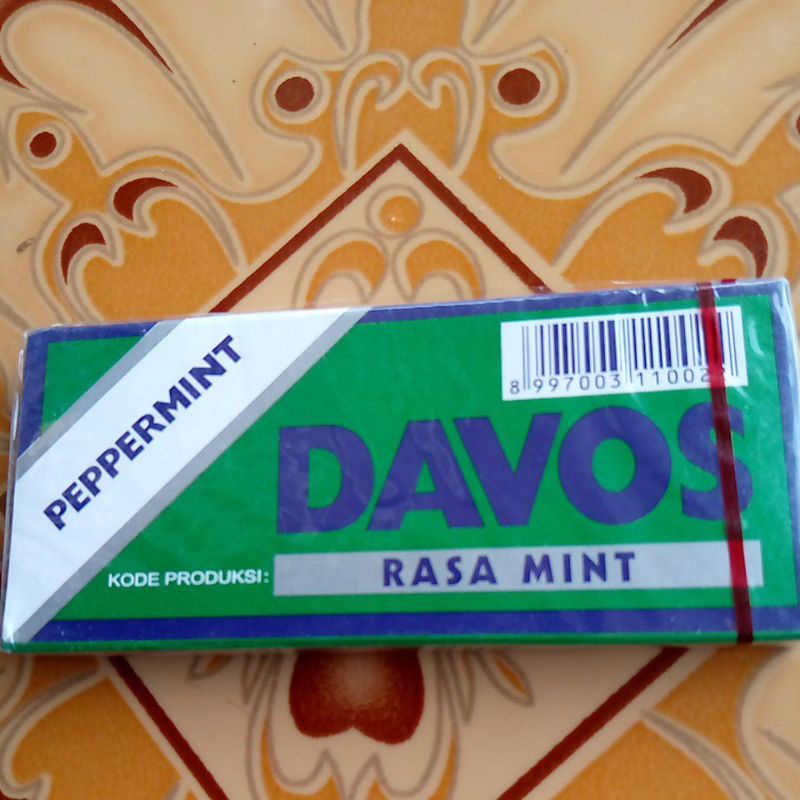 PEPPERMINT
8 997003 11002
DAVOS
RASA MINT
KODE PRODUKSI: